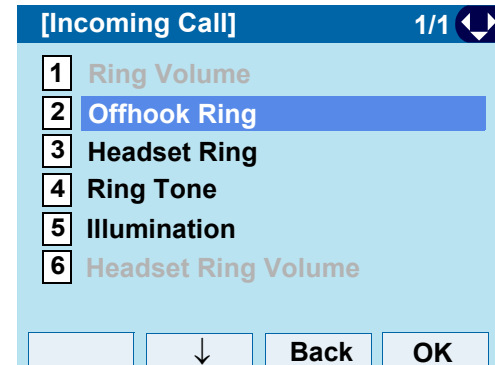 [Incoming Call] 1/1
1 Ring Volume
2 Offhook Ring
3 Headset Ring
4 Ring Tone
5 Illumination
6 Headset Ring Volume
↓ Back OK